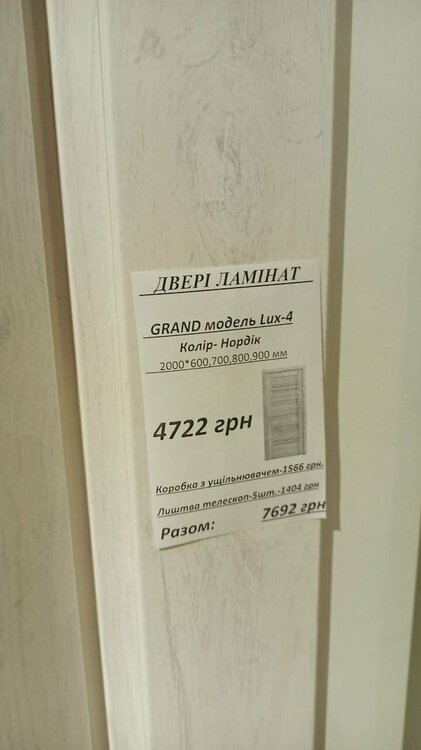 ДВЕРІ ЛАМІНАТ
GRAND модель Lux-4
Колір- Нордік
2000*600,700,800,900 мм
4722 грн
Коробка з ущільнювачем-1566 грн.
Лиштва телескоп-5шт.-1404 грн
Разом: 7692 грн